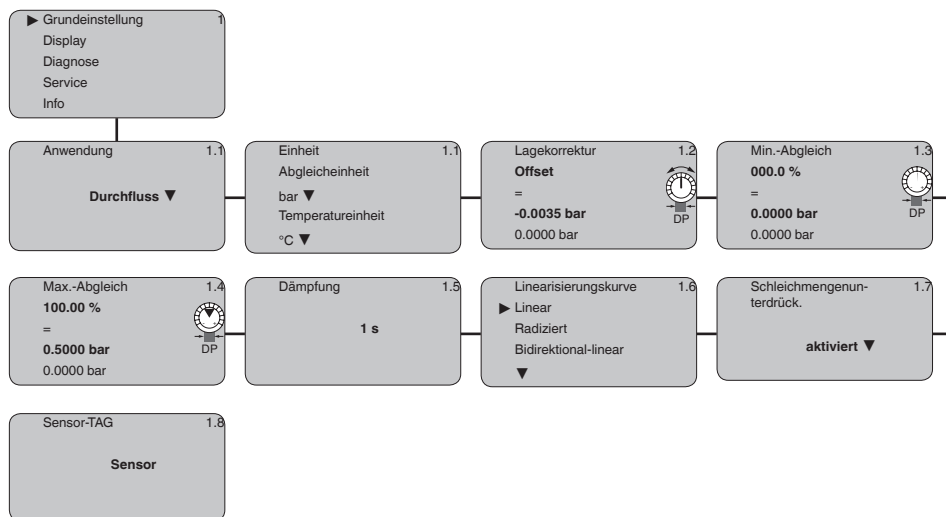 ▶ Grundeinstellung 1
Display
Diagnose
Service
Info
Anwendung 1.1
Durchfluss ▼
Einheit 1.1
Abgleicheinheit
bar ▼
Temperatureinheit
°C ▼
Lagekorrektur 1.2
Offset
=
-0.0035 bar
0.0000 bar
DP
Min.-Abgleich 1.3
000.0 %
=
0.0000 bar
0.0000 bar
DP
Max.-Abgleich 1.4
100.00 %
=
0.5000 bar
0.0000 bar
DP
Dämpfung 1.5
1 s
Linearisierungskurve 1.6
▶ Linear
Radiziert
Bidirektional-linear
▼
Schleichmengenun- 1.7
terdrück.
aktiviert ▼
Sensor-TAG 1.8
Sensor